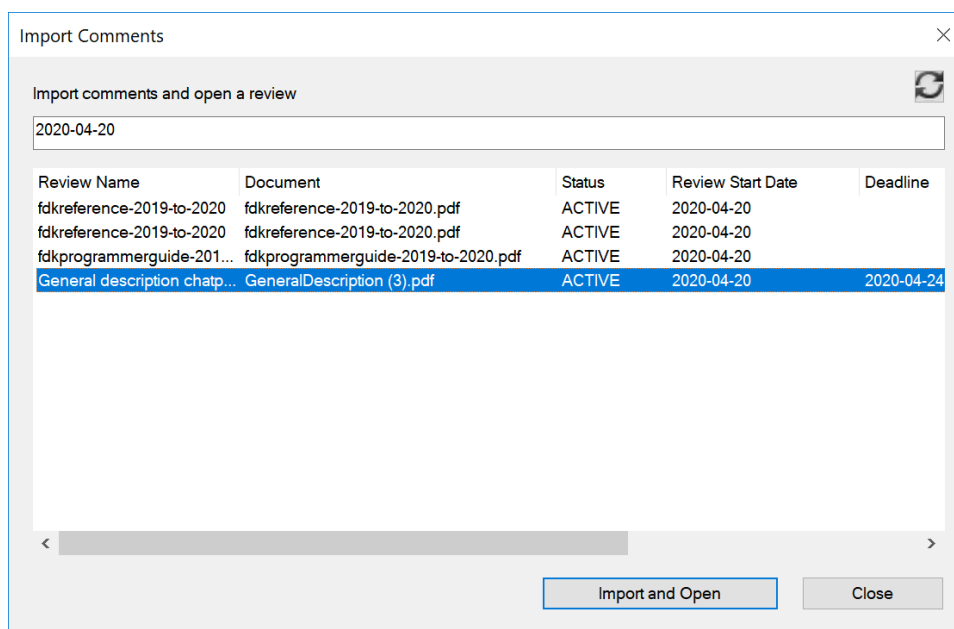 Import Comments
Import comments and open a review
2020-04-20
Review Name Document Status Review Start Date Deadline
fdkreference-2019-to-2020 fdkreference-2019-to-2020.pdf ACTIVE 2020-04-20
fdkreference-2019-to-2020 fdkreference-2019-to-2020.pdf ACTIVE 2020-04-20
fdkprogrammerguide-201... fdkprogrammerguide-2019-to-2020.pdf ACTIVE 2020-04-20
General description chatp... GeneralDescription (3).pdf ACTIVE 2020-04-20 2020-04-24
Import and Open Close